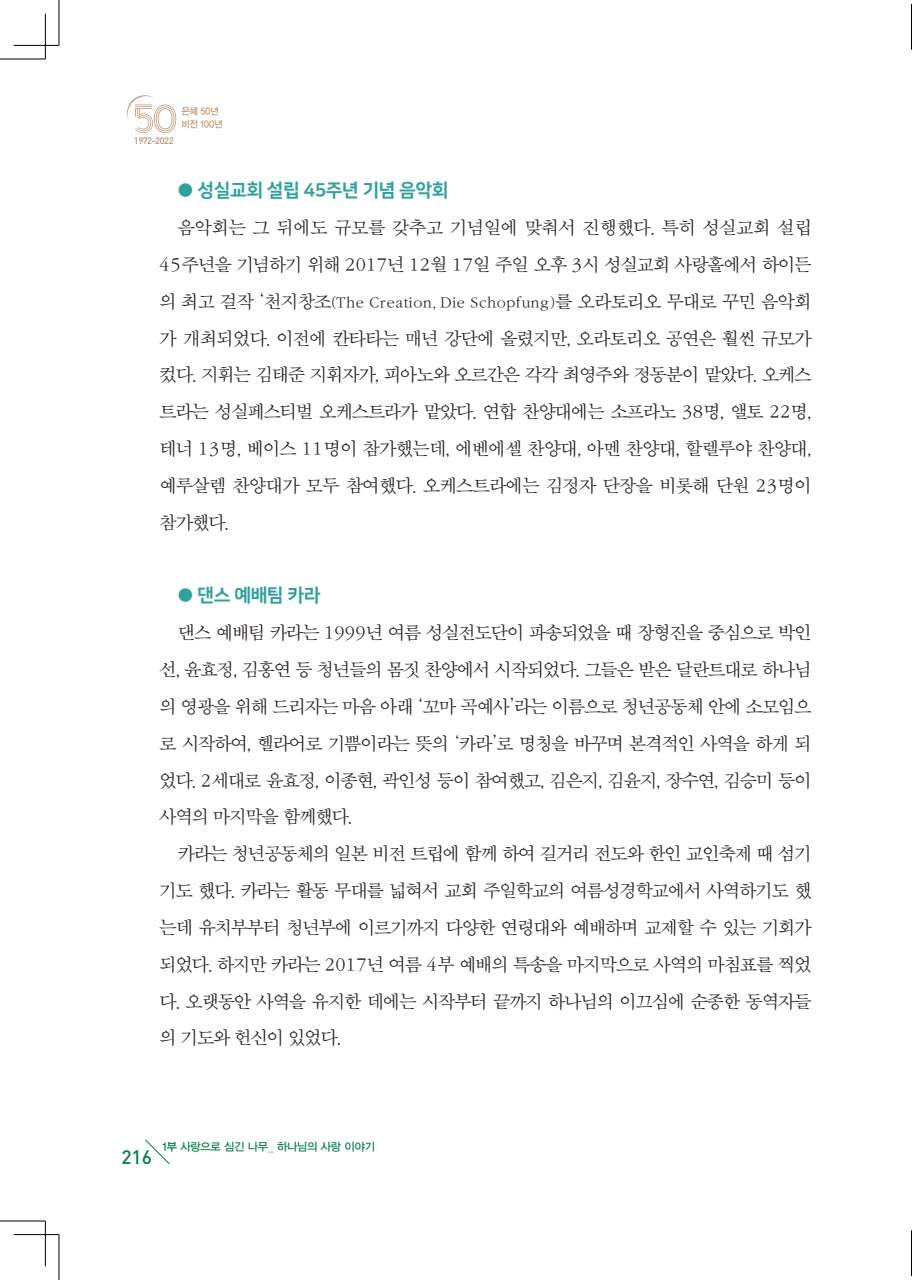 50
은혜 50년
비전 100년
1972-2022
● 성실교회 설립 45주년 기념 음악회
음악회는 그 뒤에도 규모를 갖추고 기념일에 맞춰서 진행했다. 특히 성실교회 설립
45주년을 기념하기 위해 2017년 12월 17일 주일 오후 3시 성실교회 사랑홀에서 하이든
의 최고 걸작 ‘천지창조(The Creation, Die Schopfung)를 오라토리오 무대로 꾸민 음악회
가 개최되었다. 이전에 칸타타는 매년 강단에 올렸지만, 오라토리오 공연은 훨씬 규모가
컸다. 지휘는 김태준 지휘자가, 피아노와 오르간은 각각 최영주와 정동분이 맡았다. 오케스
트라는 성실페스티벌 오케스트라가 맡았다. 연합 찬양대에는 소프라노 38명, 앨토 22명,
테너 13명, 베이스 11명이 참가했는데, 에벤에셀 찬양대, 아멘 찬양대, 할렐루야 찬양대,
예루살렘 찬양대가 모두 참여했다. 오케스트라에는 김정자 단장을 비롯해 단원 23명이
참가했다.
● 댄스 예배팀 카라
댄스 예배팀 카라는 1999년 여름 성실전도단이 파송되었을 때 장형진을 중심으로 박인
선, 윤효정, 김홍연 등 청년들의 몸짓 찬양에서 시작되었다. 그들은 받은 달란트대로 하나님
의 영광을 위해 드리자는 마음 아래 ‘꼬마 곡예사’라는 이름으로 청년공동체 안에 소모임으
로 시작하여, 헬라어로 기쁨이라는 뜻의 ‘카라’로 명칭을 바꾸며 본격적인 사역을 하게 되
었다. 2세대로 윤효정, 이종현, 곽인성 등이 참여했고, 김은지, 김윤지, 장수연, 김승미 등이
사역의 마지막을 함께했다.
카라는 청년공동체의 일본 비전 트립에 함께 하여 길거리 전도와 한인 교인축제 때 섬기
기도 했다. 카라는 활동 무대를 넓혀서 교회 주일학교의 여름성경학교에서 사역하기도 했
는데 유치부부터 청년부에 이르기까지 다양한 연령대와 예배하며 교제할 수 있는 기회가
되었다. 하지만 카라는 2017년 여름 4부 예배의 특송을 마지막으로 사역의 마침표를 찍었
다. 오랫동안 사역을 유지한 데에는 시작부터 끝까지 하나님의 이끄심에 순종한 동역자들
의 기도와 헌신이 있었다.
216
1부 사랑으로 심긴 나무_ 하나님의 사랑 이야기